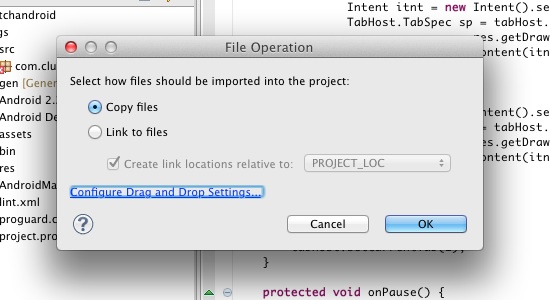 tchandroid
gs
src
com.clu
gen [Gener
Android 2.
Android De
assets
bin
res
AndroidMa
lint.xml
proguard.c
project.pro
Intent itnt = new Intent().se
TabHost.TabSpec sp = tabHost.
res.getDraw
ontent(itn
File Operation
Select how files should be imported into the project:
Copy files
Link to files
Create link locations relative to: PROJECT_LOC
Configure Drag and Drop Settings...
? Cancel OK
ntent().se
= tabHost.
es.getDraw
ontent(itn
}
protected void onPause() {